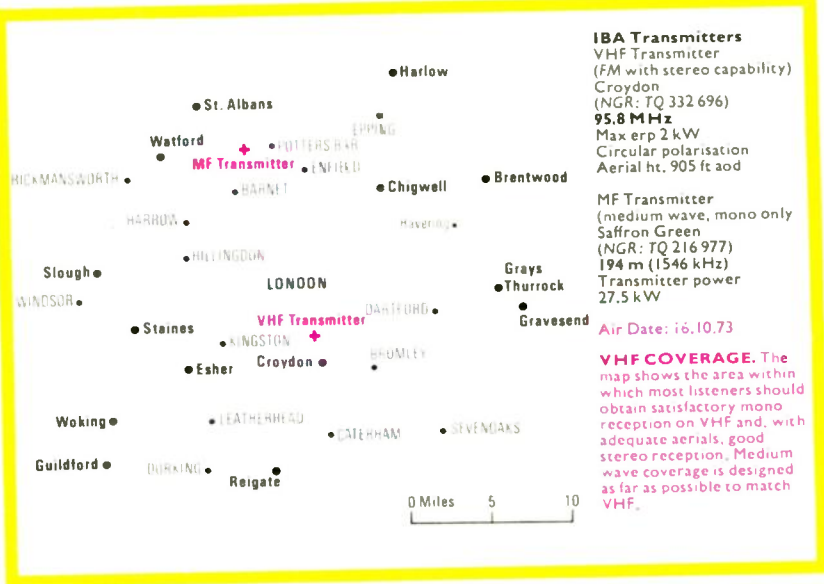 IBA Transmitters
VHF Transmitter
(FM with stereo capability)
Croydon
(NGR: TQ 332 696)
95.8 MHz
Max erp 2 kW
Circular polarisation
Aerial ht. 905 ft aod
MF Transmitter
(medium wave, mono only
Saffron Green
(NGR: TQ 216 977)
194 m (1546 kHz)
Transmitter power
27.5 kW
Air Date: 16.10.73
VHF COVERAGE. The
map shows the area within
which most listeners should
obtain satisfactory mono
reception on VHF and, with
adequate aerials, good
stereo reception. Medium
wave coverage is designed
as far as possible to match
VHF.
Harlow
St. Albans
EPPING
Watford
POTTERS BAR
MF Transmitter
ENFIELD
RICKMANSWORTH
BARNET
Chigwell
Brentwood
HARROW
Havering
HILLINGDON
Slough
LONDON
Grays
Thurrock
WINDSOR
DARTFORD
Gravesend
VHF Transmitter
Staines
KINGSTON
Croydon
BROMLEY
Esher
Woking
LEATHERHEAD
CATERHAM
SEVENOAKS
Guildford
DORKING
Reigate
0 Miles 5 10